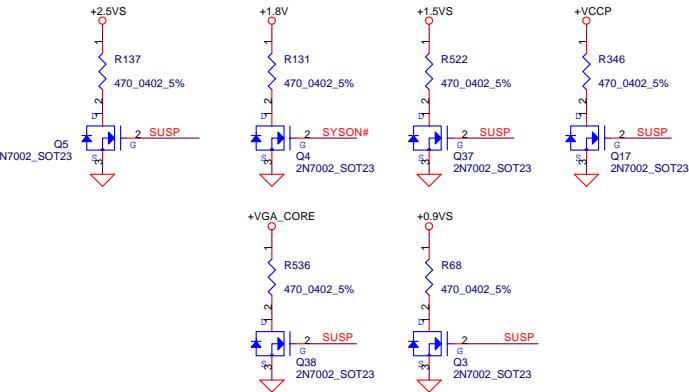 +2.5VS +1.8V +1.5VS +VCCP
1 1 1 1
R137 R131 R522 R346
470_0402_5% 470_0402_5% 470_0402_5% 470_0402_5%
2 2 2 2
D D D D
2 SUSP 2 SYSON# 2 SUSP 2 SUSP
Q5 G G G G
N7002_SOT23 S 3 S 3 Q4 S 3 Q37 S 3 Q17
2N7002_SOT23 2N7002_SOT23 2N7002_SOT23
+VGA_CORE +0.9VS
1 1
R536 R68
470_0402_5% 470_0402_5%
2 2
D D
2 SUSP 2 SUSP
G G
S 3 Q38 S 3 Q3
2N7002_SOT23 2N7002_SOT23